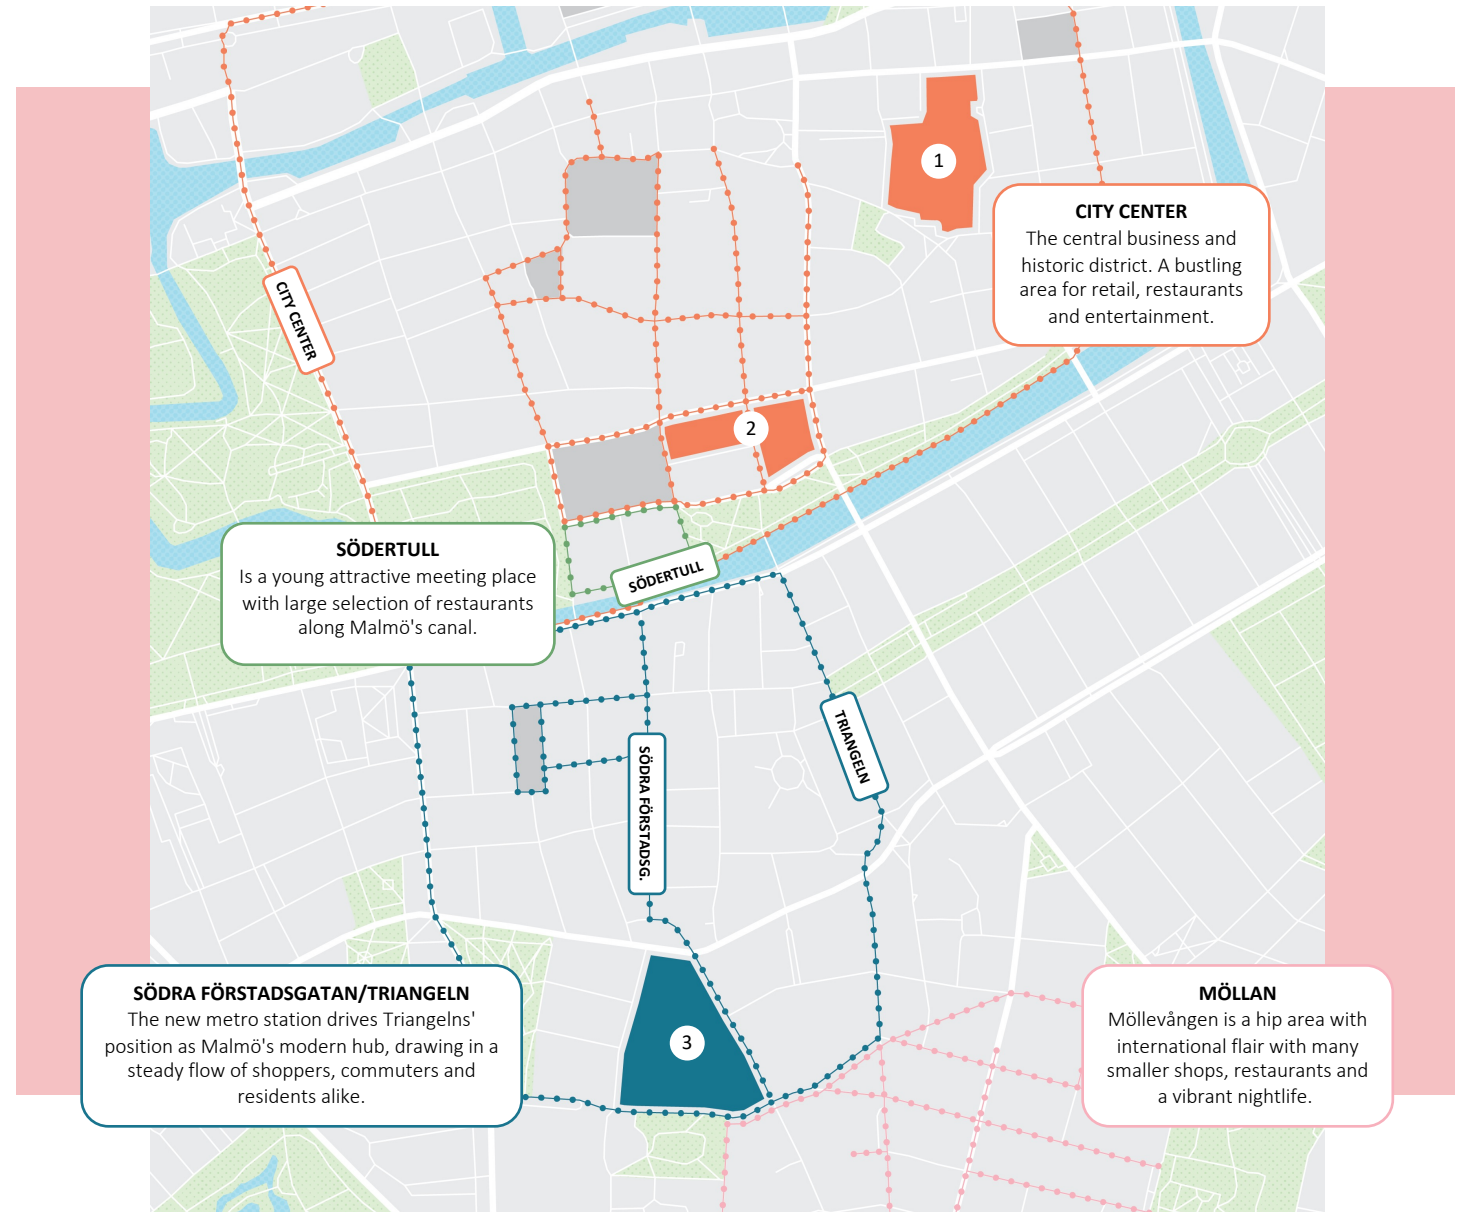 1
CITY CENTER
The central business and
historic district. A bustling
area for retail, restaurants
and entertainment.
CITY CENTER
2
SÖDERTULL
Is a young attractive meeting place
with large selection of restaurants
along Malmö's canal.
SÖDERTULL
TRIANGELN
SÖDRA FÖRSTADSG.
SÖDRA FÖRSTADSGATAN/TRIANGELN
The new metro station drives Triangelns'
position as Malmö's modern hub, drawing in a
steady flow of shoppers, commuters and
residents alike.
3
MÖLLAN
Möllevången is a hip area with
international flair with many
smaller shops, restaurants and
a vibrant nightlife.